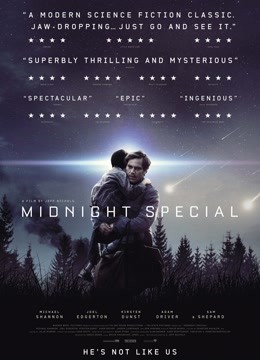 "A MODERN SCIENCE FICTION CLASSIC.
JAW-DROPPING...JUST GO AND SEE IT."
"SUPERBLY THRILLING AND MYSTERIOUS"
"SPECTACULAR" "EPIC" "INGENIOUS"
A FILM BY JEFF NICHOLS
MIDNIGHT SPECIAL
MICHAEL SHANNON JOEL EDGERTON KIRSTEN DUNST ADAM DRIVER SAM SHEPARD
HE'S NOT LIKE US